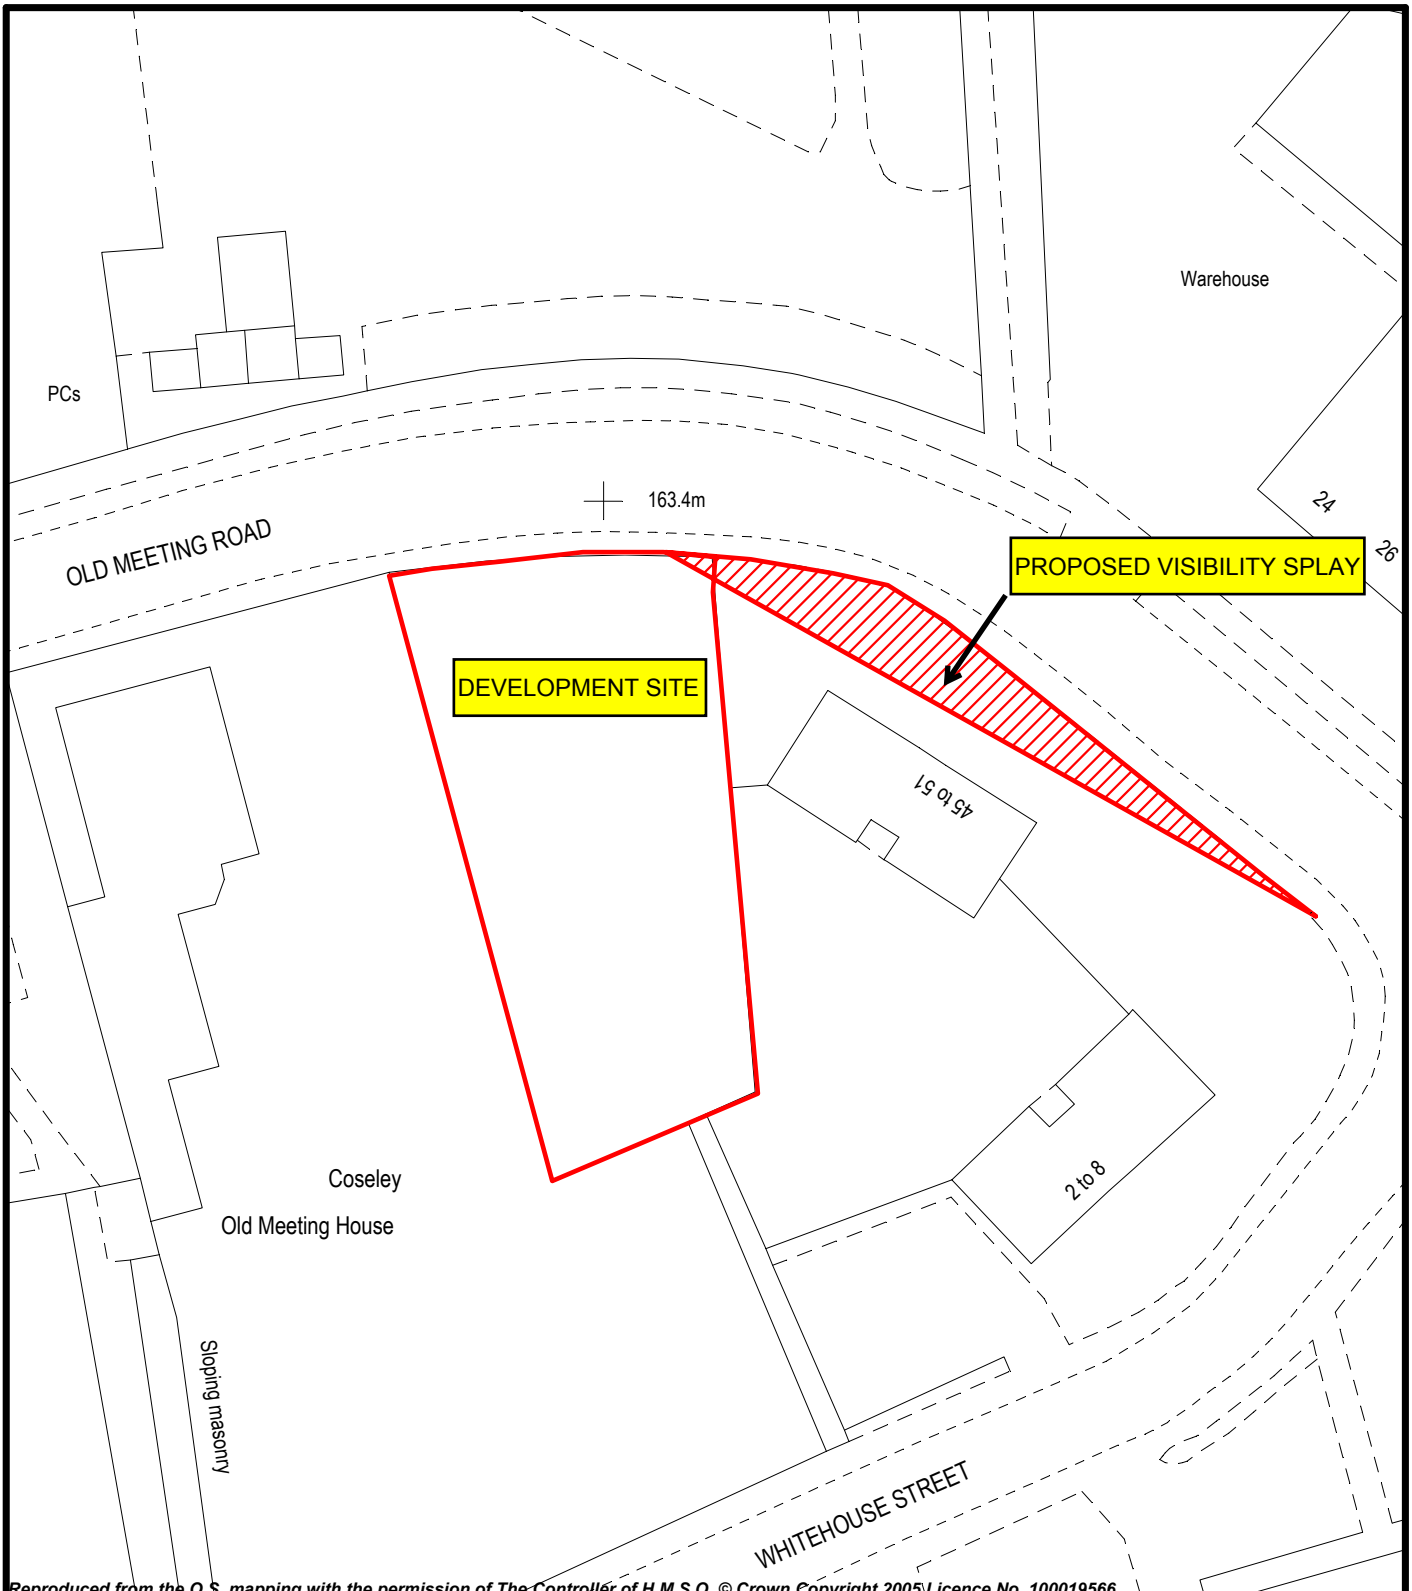 Warehouse
PCs
163.4m
24
26
OLD MEETING ROAD
PROPOSED VISIBILITY SPLAY
DEVELOPMENT SITE
45 to 51
Coseley
Old Meeting House
2 to 8
Sloping masonry
WHITEHOUSE STREET
Reproduced from the O.S. mapping with the permission of The Controller of H.M.S.O. © Crown Copyright 2005 Licence No. 100019566